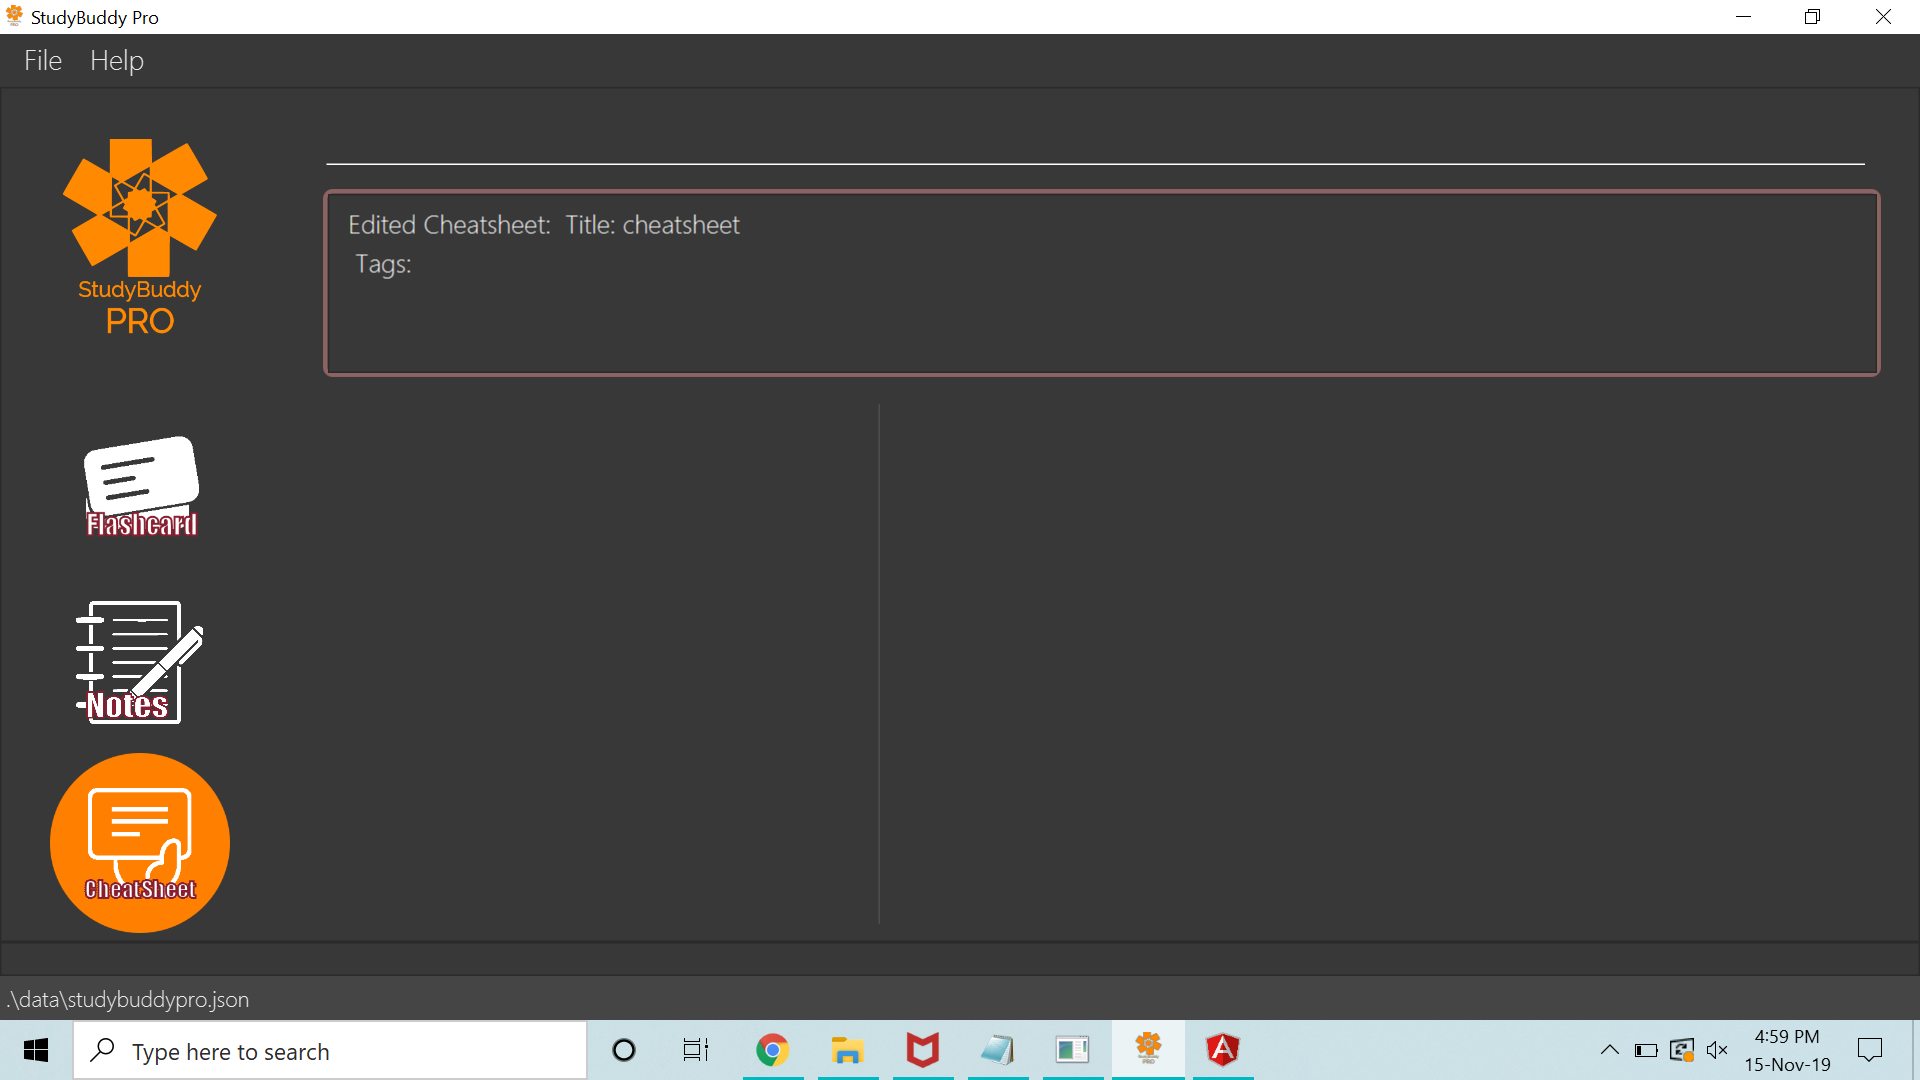 StudyBuddy Pro
File Help
StudyBuddy
PRO
Edited Cheatsheet: Title: cheatsheet
Tags:
Flashcard
Notes
CheatSheet
.\data\studybuddypro.json
Type here to search
4:59 PM
15-Nov-19